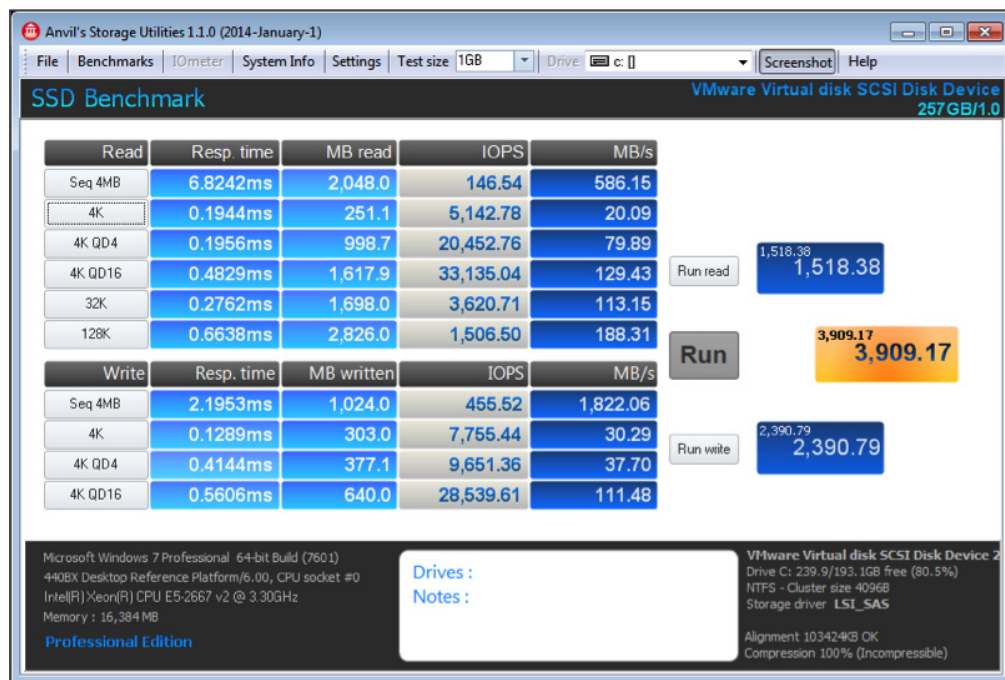 Anvil's Storage Utilities 1.1.0 (2014-January-1)
File Benchmarks IOmeter System Info Settings Test size 1GB Drive c: [] Screenshot Help
SSD Benchmark
VMware Virtual disk SCSI Disk Device
257GB/1.0
Read Resp. time MB read IOPS MB/s
Seq 4MB 6.8242ms 2,048.0 146.54 586.15
4K 0.1944ms 251.1 5,142.78 20.09
4K QD4 0.1956ms 998.7 20,452.76 79.89
4K QD16 0.4829ms 1,617.9 33,135.04 129.43
32K 0.2762ms 1,698.0 3,620.71 113.15
128K 0.6638ms 2,826.0 1,506.50 188.31
Run read
1,518.38
1,518.38
Run
3,909.17
3,909.17
Write Resp. time MB written IOPS MB/s
Seq 4MB 2.1953ms 1,024.0 455.52 1,822.06
4K 0.1289ms 303.0 7,755.44 30.29
4K QD4 0.4144ms 377.1 9,651.36 37.70
4K QD16 0.5606ms 640.0 28,539.61 111.48
Run write
2,390.79
2,390.79
Microsoft Windows 7 Professional 64-bit Build (7601)
440BX Desktop Reference Platform/6.00, CPU socket #0
Intel(R) Xeon(R) CPU E5-2667 v2 @ 3.30GHz
Memory : 16,384 MB
Professional Edition
Drives :
Notes :
VMware Virtual disk SCSI Disk Device 2
Drive C: 239.9/193.1GB free (80.5%)
NTFS - Cluster size 4096B
Storage driver LSI_SAS
Alignment 103424KB OK
Compression 100% (Incompressible)